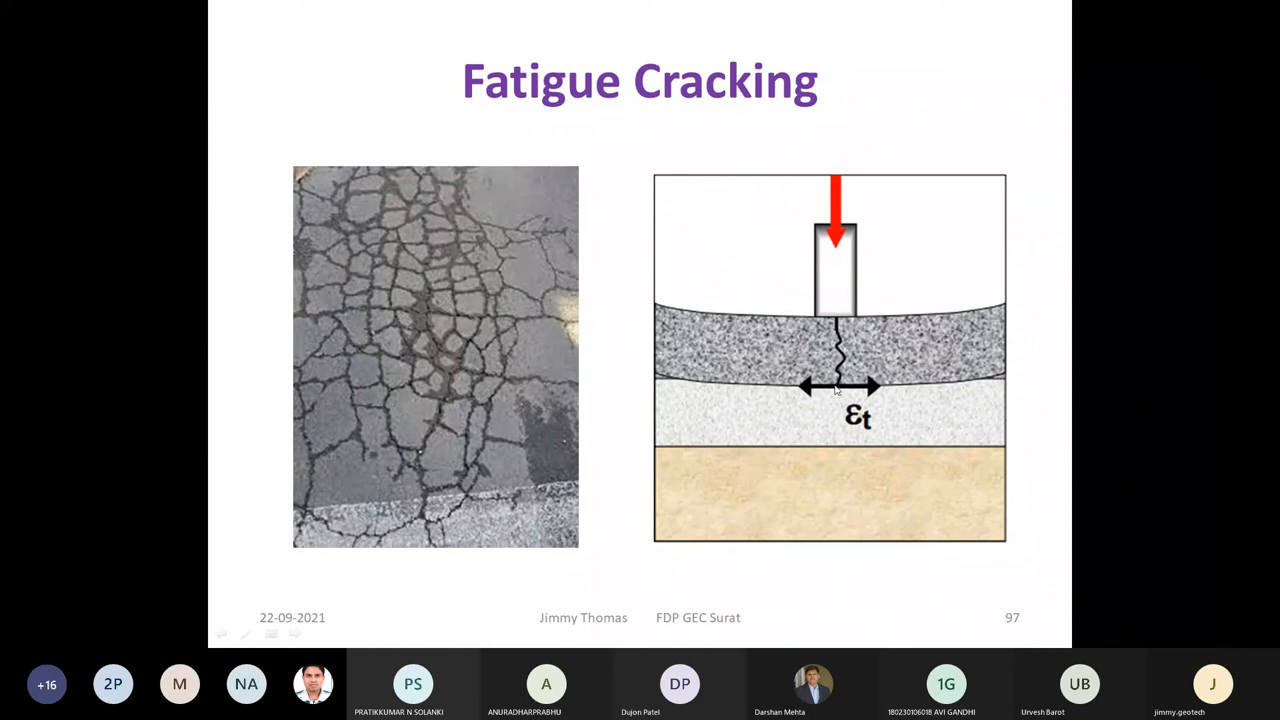 Fatigue Cracking
εt
22-09-2021
Jimmy Thomas FDP GEC Surat
97
+16
2P
M
NA
PS
A
DP
1G
UB
J
PRATIKKUMAR N SOLANKI
ANURADHARPRABHU
Dujon Patel
Darshan Mehta
180230106018 AVI GANDHI
Urvesh Barot
jimmy.geotech